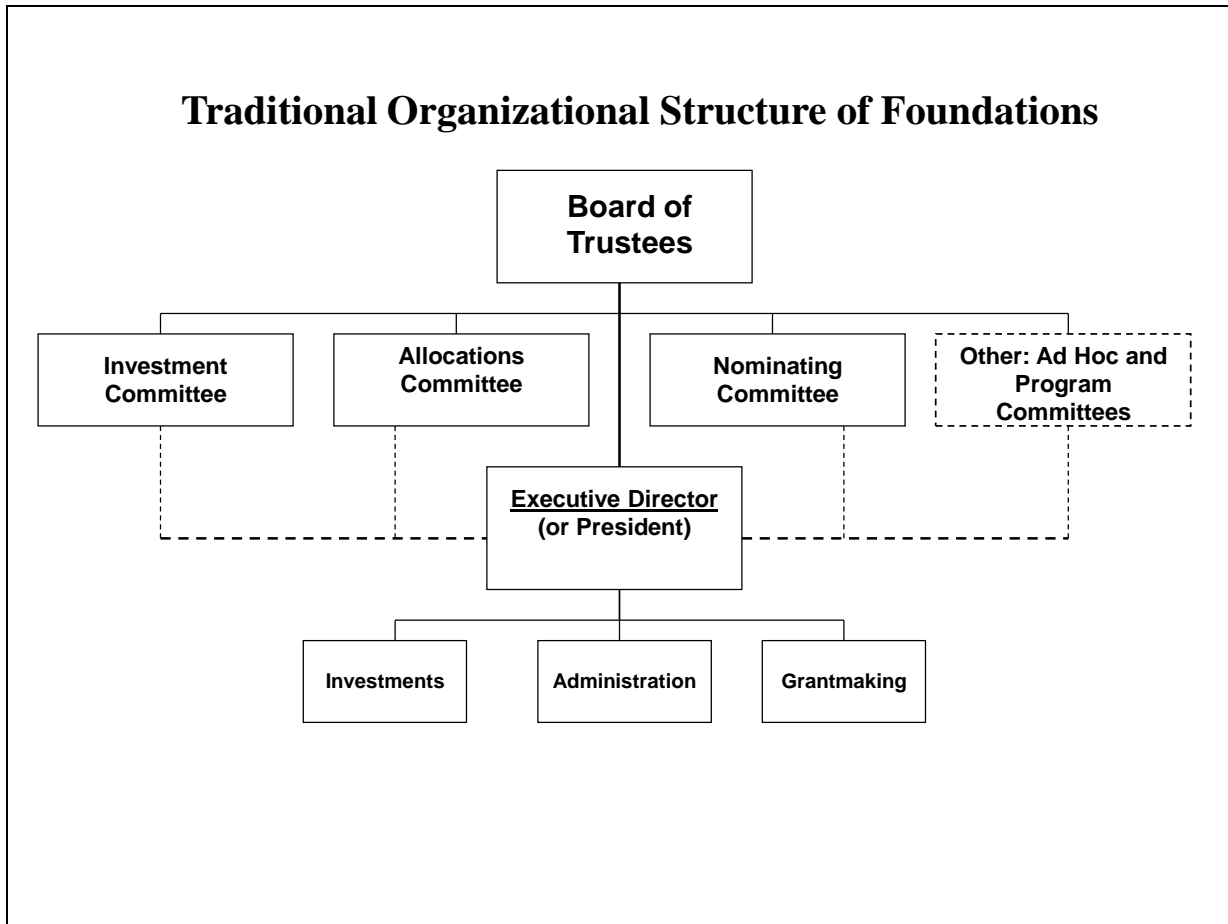 Traditional Organizational Structure of Foundations
Board of
Trustees
Investment
Committee
Allocations
Committee
Nominating
Committee
Other: Ad Hoc and
Program
Committees
Executive Director
(or President)
Investments
Administration
Grantmaking